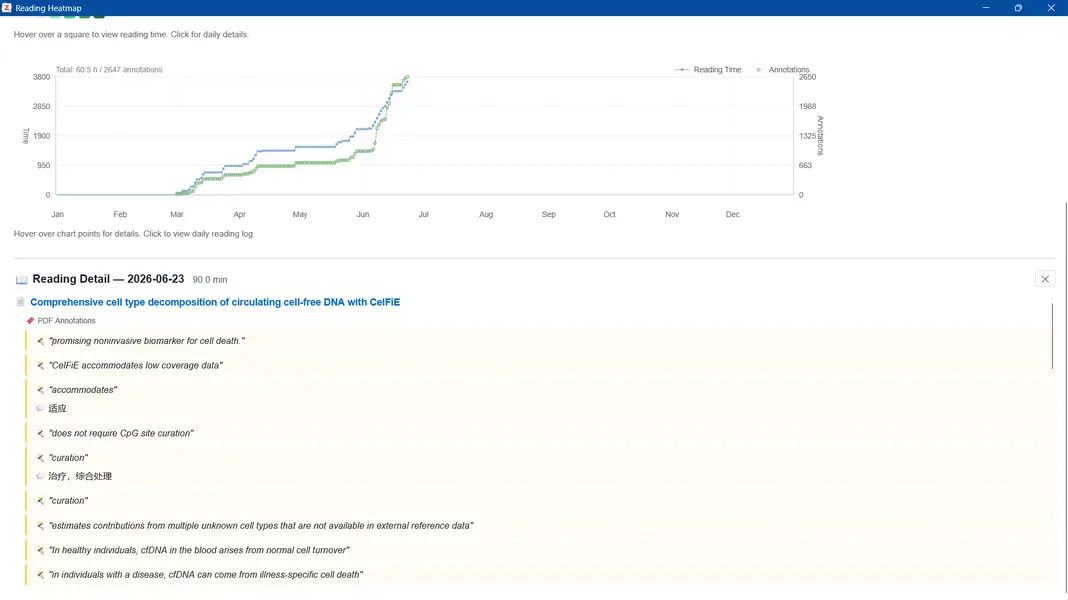 Z Reading Heatmap
Hover over a square to view reading time. Click for daily details.
Total: 60.5 h / 2647 annotations
Reading Time
Annotations
3800
2850
1900
950
0
Time
2650
1988
1325
663
0
Annotations
Jan Feb Mar Apr May Jun Jul Aug Sep Oct Nov Dec
Hover over chart points for details. Click to view daily reading log.
Reading Detail — 2026-06-23 90.0 min
Comprehensive cell type decomposition of circulating cell-free DNA with CelFiE
PDF Annotations
"promising noninvasive biomarker for cell death."
"CelFiE accommodates low coverage data"
"accommodates"
适应
"does not require CpG site curation"
"curation"
治疗，综合处理
"curation"
"estimates contributions from multiple unknown cell types that are not available in external reference data"
"In healthy individuals, cfDNA in the blood arises from normal cell turnover"
"in individuals with a disease, cfDNA can come from illness-specific cell death"